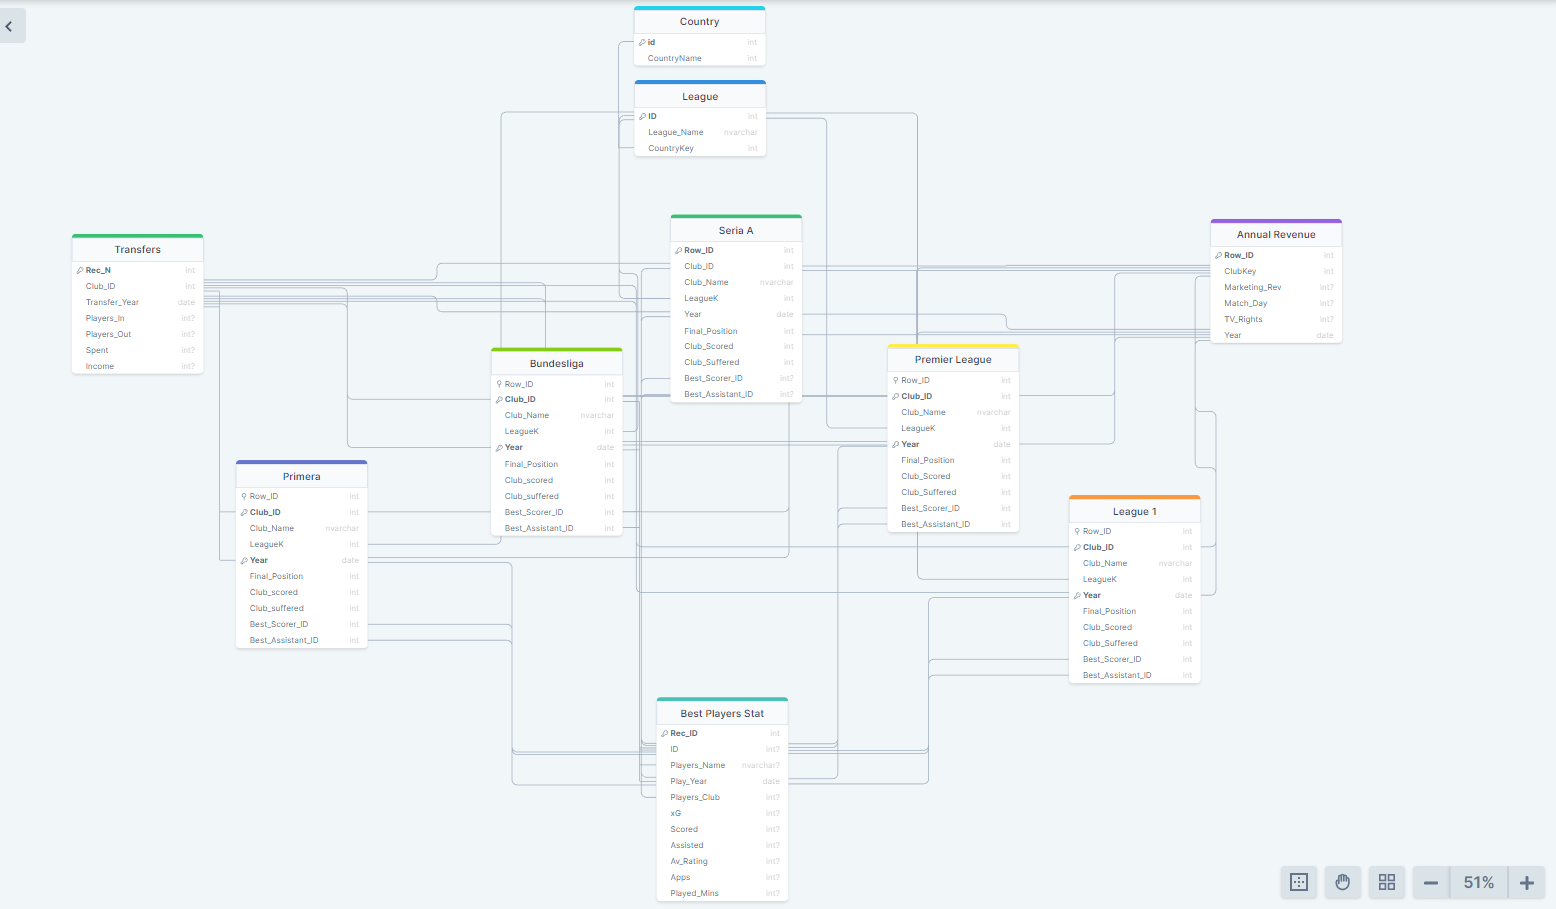 Country
id int
CountryName int
League
ID int
League_Name nvarchar
CountryKey int
Transfers
Rec_N int
Club_ID int
Transfer_Year date
Players_In int?
Players_Out int?
Spent int?
Income int?
Seria A
Row_ID int
Club_ID int
Club_Name nvarchar
LeagueK int
Year date
Final_Position int
Club_Scored int
Club_Suffered int
Best_Scorer_ID int?
Best_Assistant_ID int?
Annual Revenue
Row_ID int
ClubKey int
Marketing_Rev int?
Match_Day int?
TV_Rights int?
Year date
Bundesliga
Row_ID int
Club_ID int
Club_Name nvarchar
LeagueK int
Year date
Final_Position int
Club_scored int
Club_suffered int
Best_Scorer_ID int
Best_Assistant_ID int
Premier League
Row_ID int
Club_ID int
Club_Name nvarchar
LeagueK int
Year date
Final_Position int
Club_Scored int
Club_Suffered int
Best_Scorer_ID int
Best_Assistant_ID int
Primera
Row_ID int
Club_ID int
Club_Name nvarchar
LeagueK int
Year date
Final_Position int
Club_scored int
Club_suffered int
Best_Scorer_ID int
Best_Assistant_ID int
League 1
Row_ID int
Club_ID int
Club_Name nvarchar
LeagueK int
Year date
Final_Position int
Club_Scored int
Club_Suffered int
Best_Scorer_ID int
Best_Assistant_ID int
Best Players Stat
Rec_ID int
ID int?
Players_Name nvarchar?
Play_Year date
Players_Club int?
xG int?
Scored int?
Assisted int?
Av_Rating int?
Apps int?
Played_Mins int?
51%